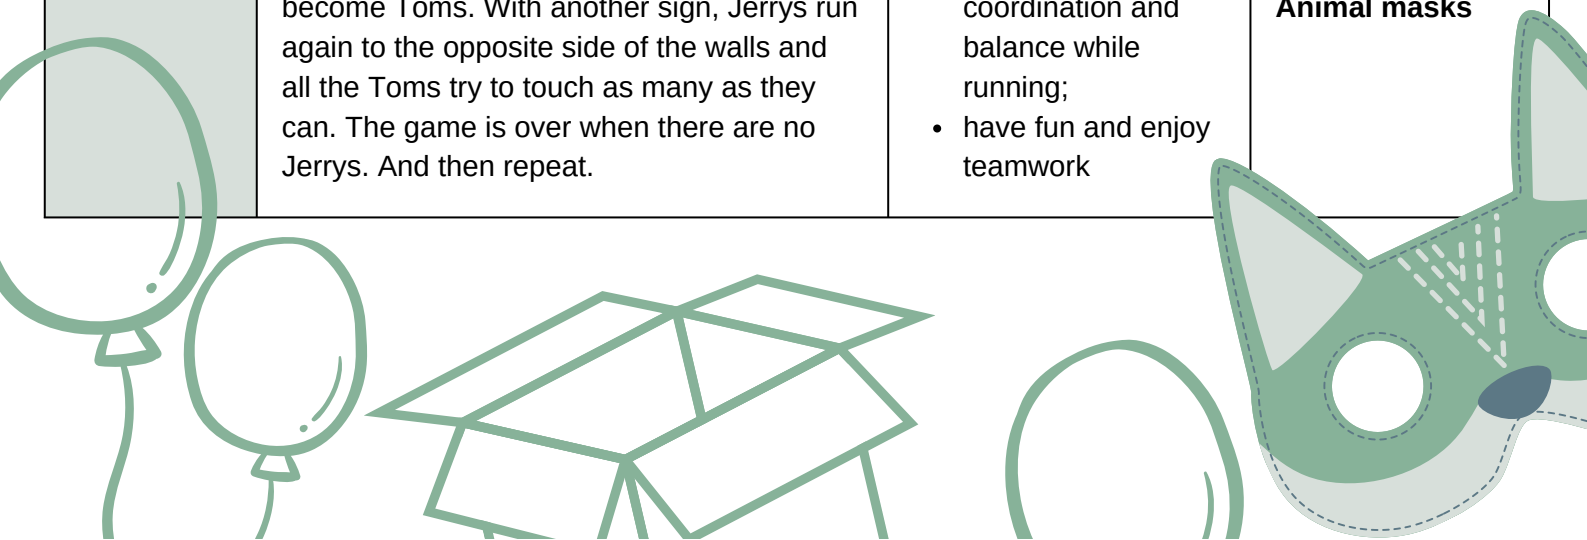 become Toms. With another sign, Jerrys run
again to the opposite side of the walls and
all the Toms try to touch as many as they
can. The game is over when there are no
Jerrys. And then repeat.
coordination and
balance while
running;
• have fun and enjoy
teamwork
Animal masks